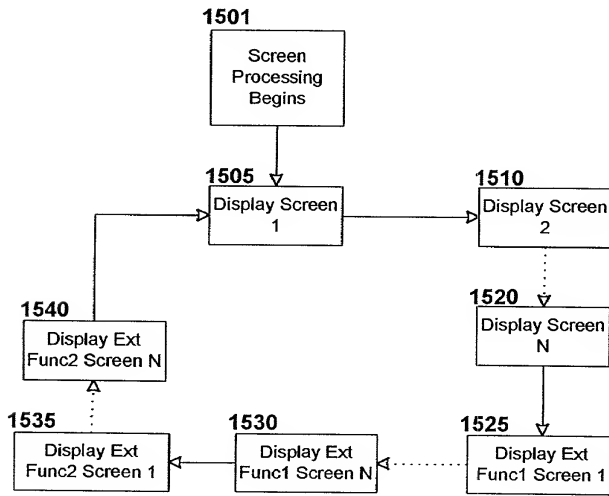 1501
Screen
Processing
Begins
1505
Display Screen
1
1510
Display Screen
2
1520
Display Screen
N
1525
Display Ext
Func1 Screen 1
1530
Display Ext
Func1 Screen N
1535
Display Ext
Func2 Screen 1
1540
Display Ext
Func2 Screen N